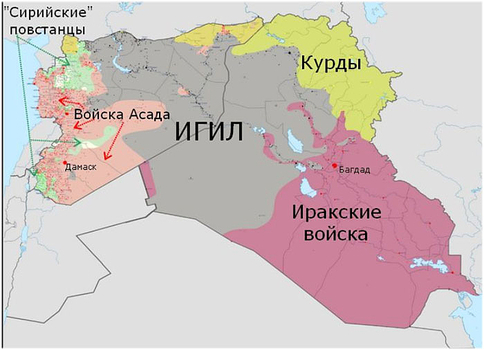 "Сирийские"
повстанцы
Курды
Войска Асада
ИГИЛ
Дамаск
Багдад
Иракские
войска